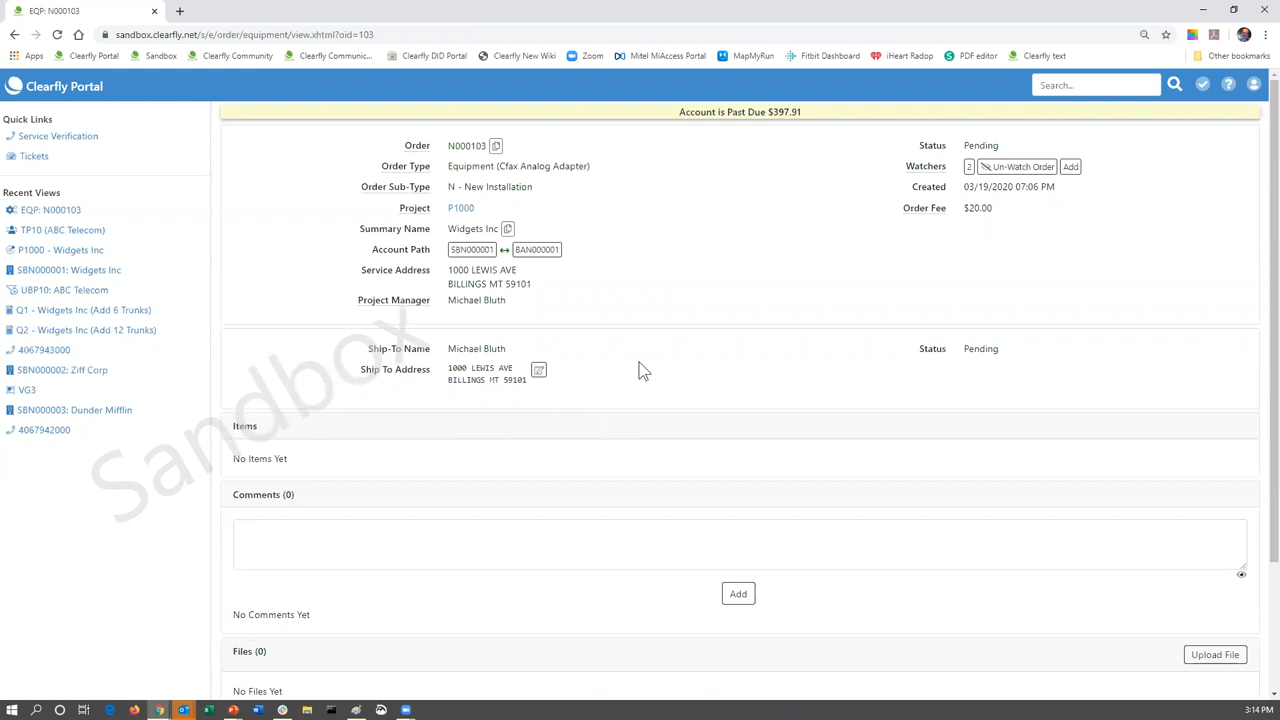 EQP: N000103
sandbox.clearfly.net/s/e/order/equipment/view.xhtml?oid=103
Apps
Clearfly Portal
Sandbox
Clearfly Community
Clearfly Communic...
Clearfly DID Portal
Clearfly New Wiki
Zoom
Mitel MiAccess Portal
MapMyRun
Fitbit Dashboard
iHeart Radop
PDF editor
Clearfly text
Other bookmarks
Clearfly Portal
Search...
Quick Links
Service Verification
Tickets
Recent Views
EQP: N000103
TP10 (ABC Telecom)
P1000 - Widgets Inc
SBN000001: Widgets Inc
UBP10: ABC Telecom
Q1 - Widgets Inc (Add 6 Trunks)
Q2 - Widgets Inc (Add 12 Trunks)
4067943000
SBN000002: Ziff Corp
VG3
SBN000003: Dunder Mifflin
4067942000
Account is Past Due $397.91
Order N000103
Order Type Equipment (Cfax Analog Adapter)
Order Sub-Type N - New Installation
Project P1000
Summary Name Widgets Inc
Account Path SBN000001 ↔ BAN000001
Service Address 1000 LEWIS AVE
BILLINGS MT 59101
Project Manager Michael Bluth
Status Pending
Watchers 2 Un-Watch Order Add
Created 03/19/2020 07:06 PM
Order Fee $20.00
Ship-To Name Michael Bluth
Ship To Address 1000 LEWIS AVE
BILLINGS MT 59101
Status Pending
Sandbox
Items
No Items Yet
Comments (0)
Add
No Comments Yet
Files (0)
Upload File
No Files Yet
3:14 PM